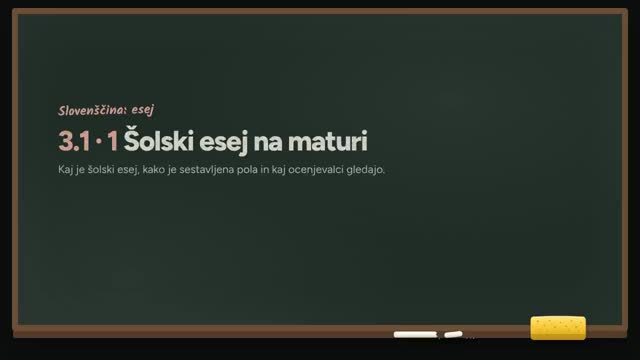 Slovenščina: esej
3.1 · 1 Šolski esej na maturi
Kaj je šolski esej, kako je sestavljena pola in kaj ocenjevalci gledajo.